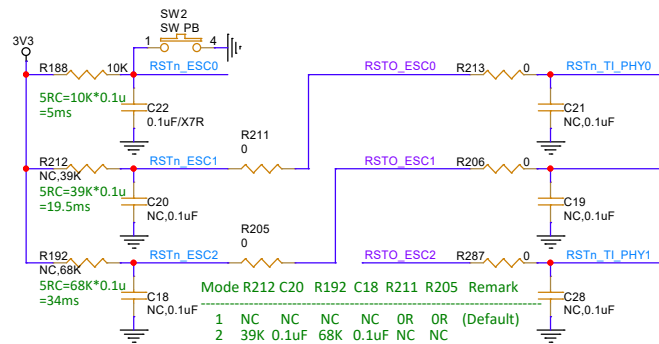 SW2
SW PB
3V3
1
4
R188
10K
RSTn_ESC0
RSTO_ESC0
R213
0
RSTn_TI_PHY0
5RC=10K*0.1u
=5ms
C22
0.1uF/X7R
R211
0
C21
NC,0.1uF
R212
NC,39K
RSTn_ESC1
RSTO_ESC1
R206
0
5RC=39K*0.1u
=19.5ms
C20
NC,0.1uF
R205
0
C19
NC,0.1uF
R192
NC,68K
RSTn_ESC2
RSTO_ESC2
R287
0
RSTn_TI_PHY1
5RC=68K*0.1u
=34ms
C18
NC,0.1uF
C28
NC,0.1uF
Mode R212 C20 R192 C18 R211 R205 Remark
1 NC NC NC NC 0R 0R (Default)
2 39K 0.1uF 68K 0.1uF NC NC